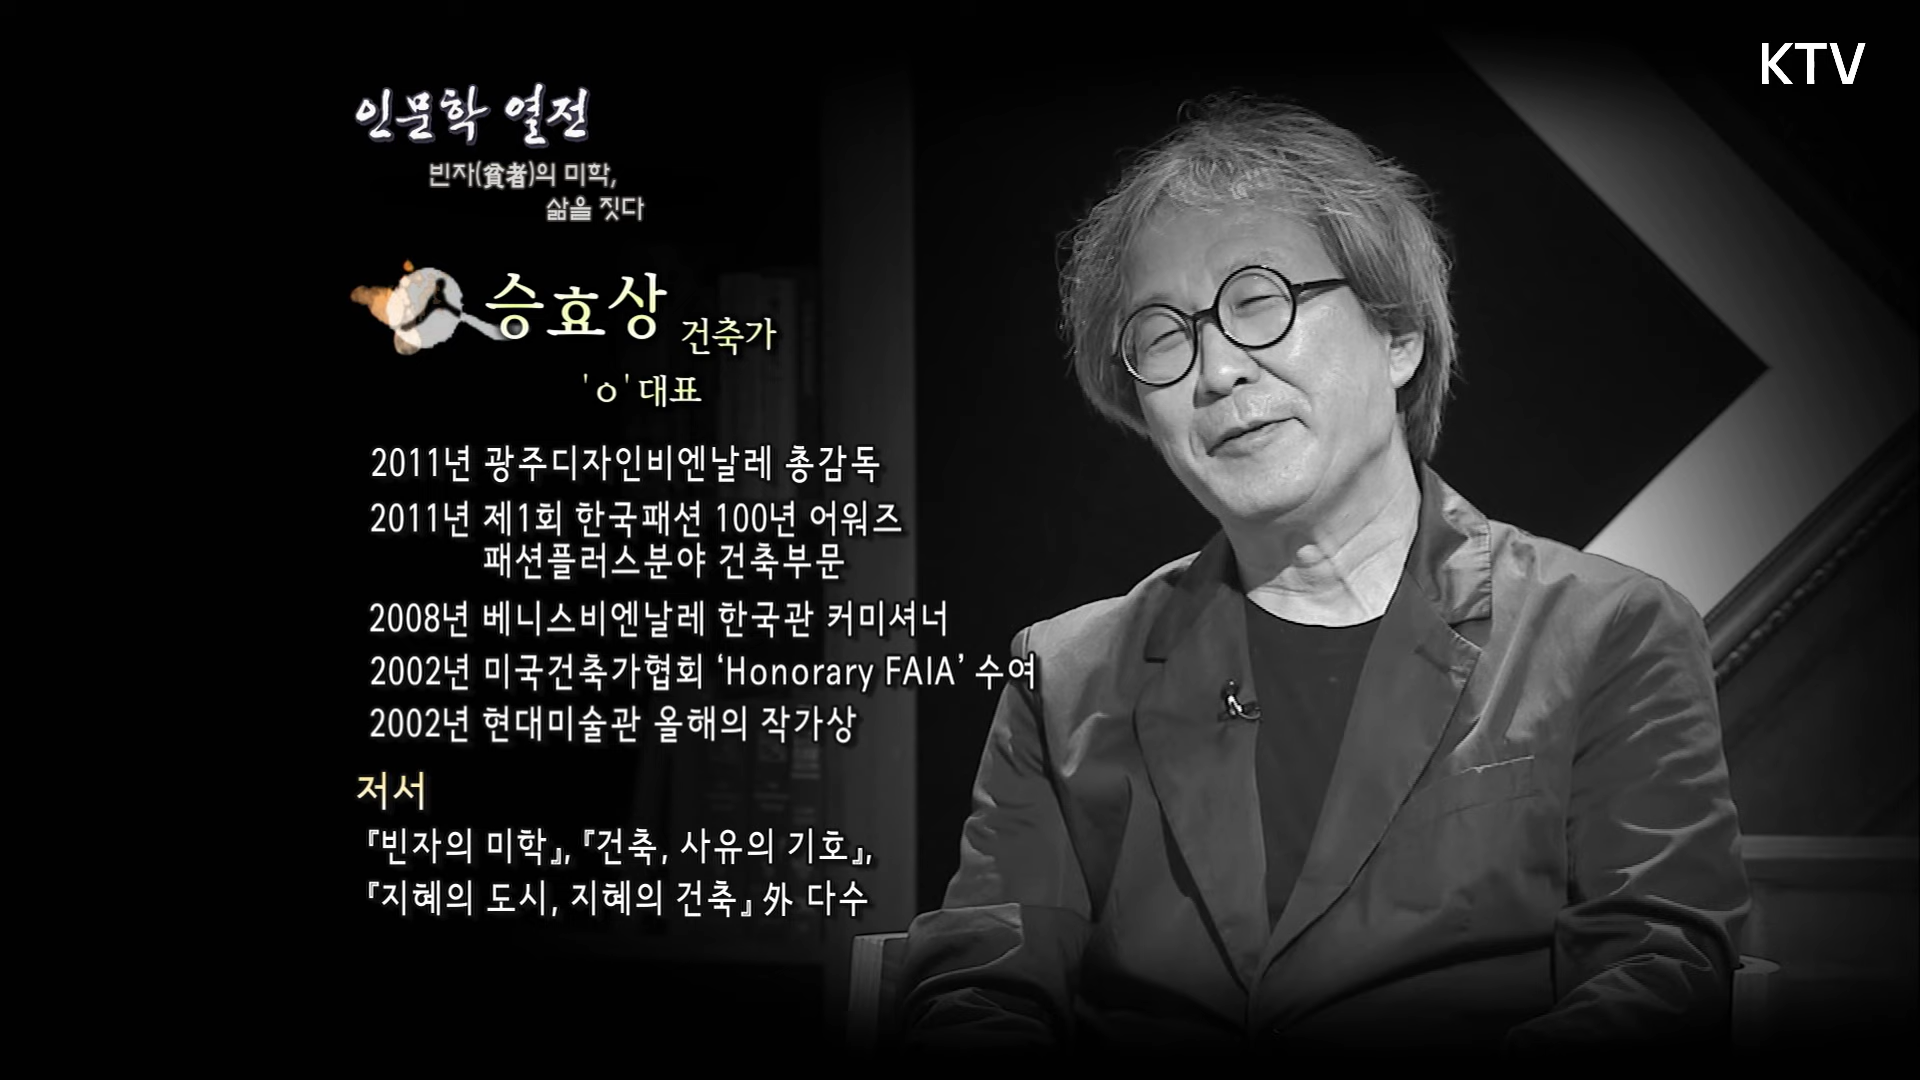 KTV
인문학 열전
빈자(貧者)의 미학,
삶을 짓다
승효상 건축가
'ㅇ' 대표
2011년 광주디자인비엔날레 총감독
2011년 제1회 한국패션 100년 어워즈
패션플러스분야 건축부문
2008년 베니스비엔날레 한국관 커미셔너
2002년 미국건축가협회 ‘Honorary FAIA’ 수여
2002년 현대미술관 올해의 작가상
저서
『빈자의 미학』, 『건축, 사유의 기호』,
『지혜의 도시, 지혜의 건축』 外 다수